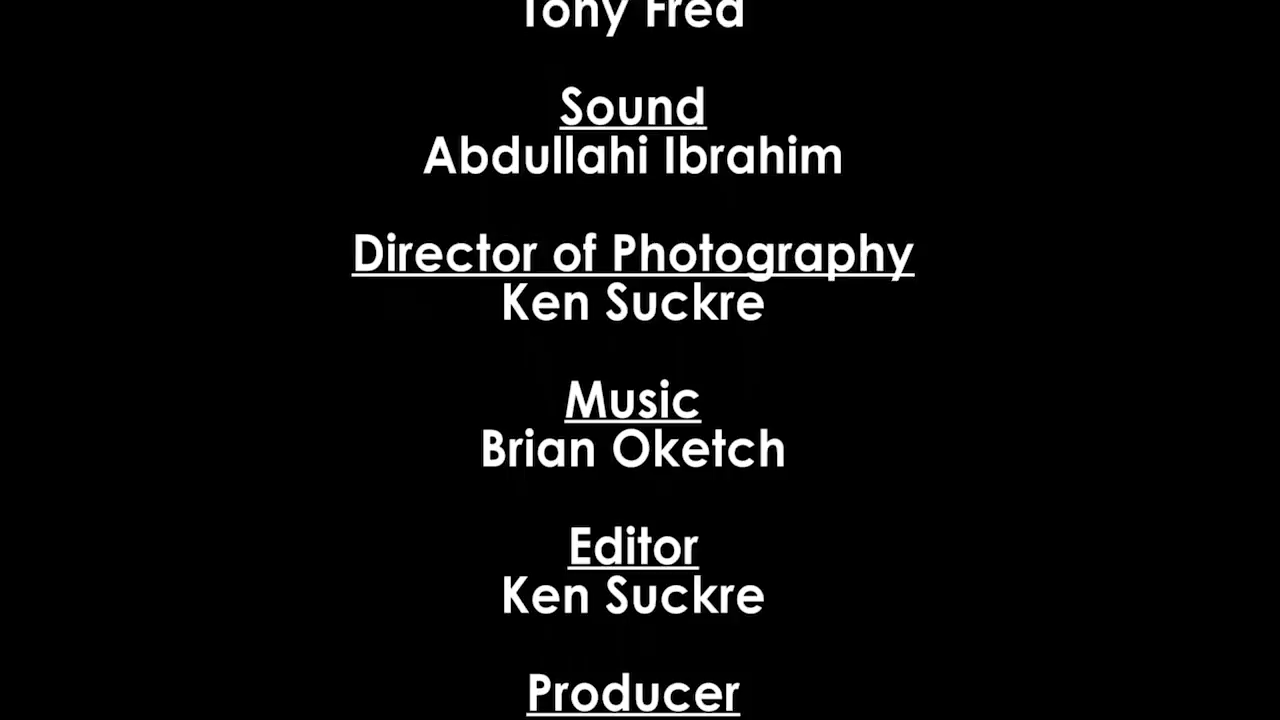 Tony Fred
Sound
Abdullahi Ibrahim
Director of Photography
Ken Suckre
Music
Brian Oketch
Editor
Ken Suckre
Producer